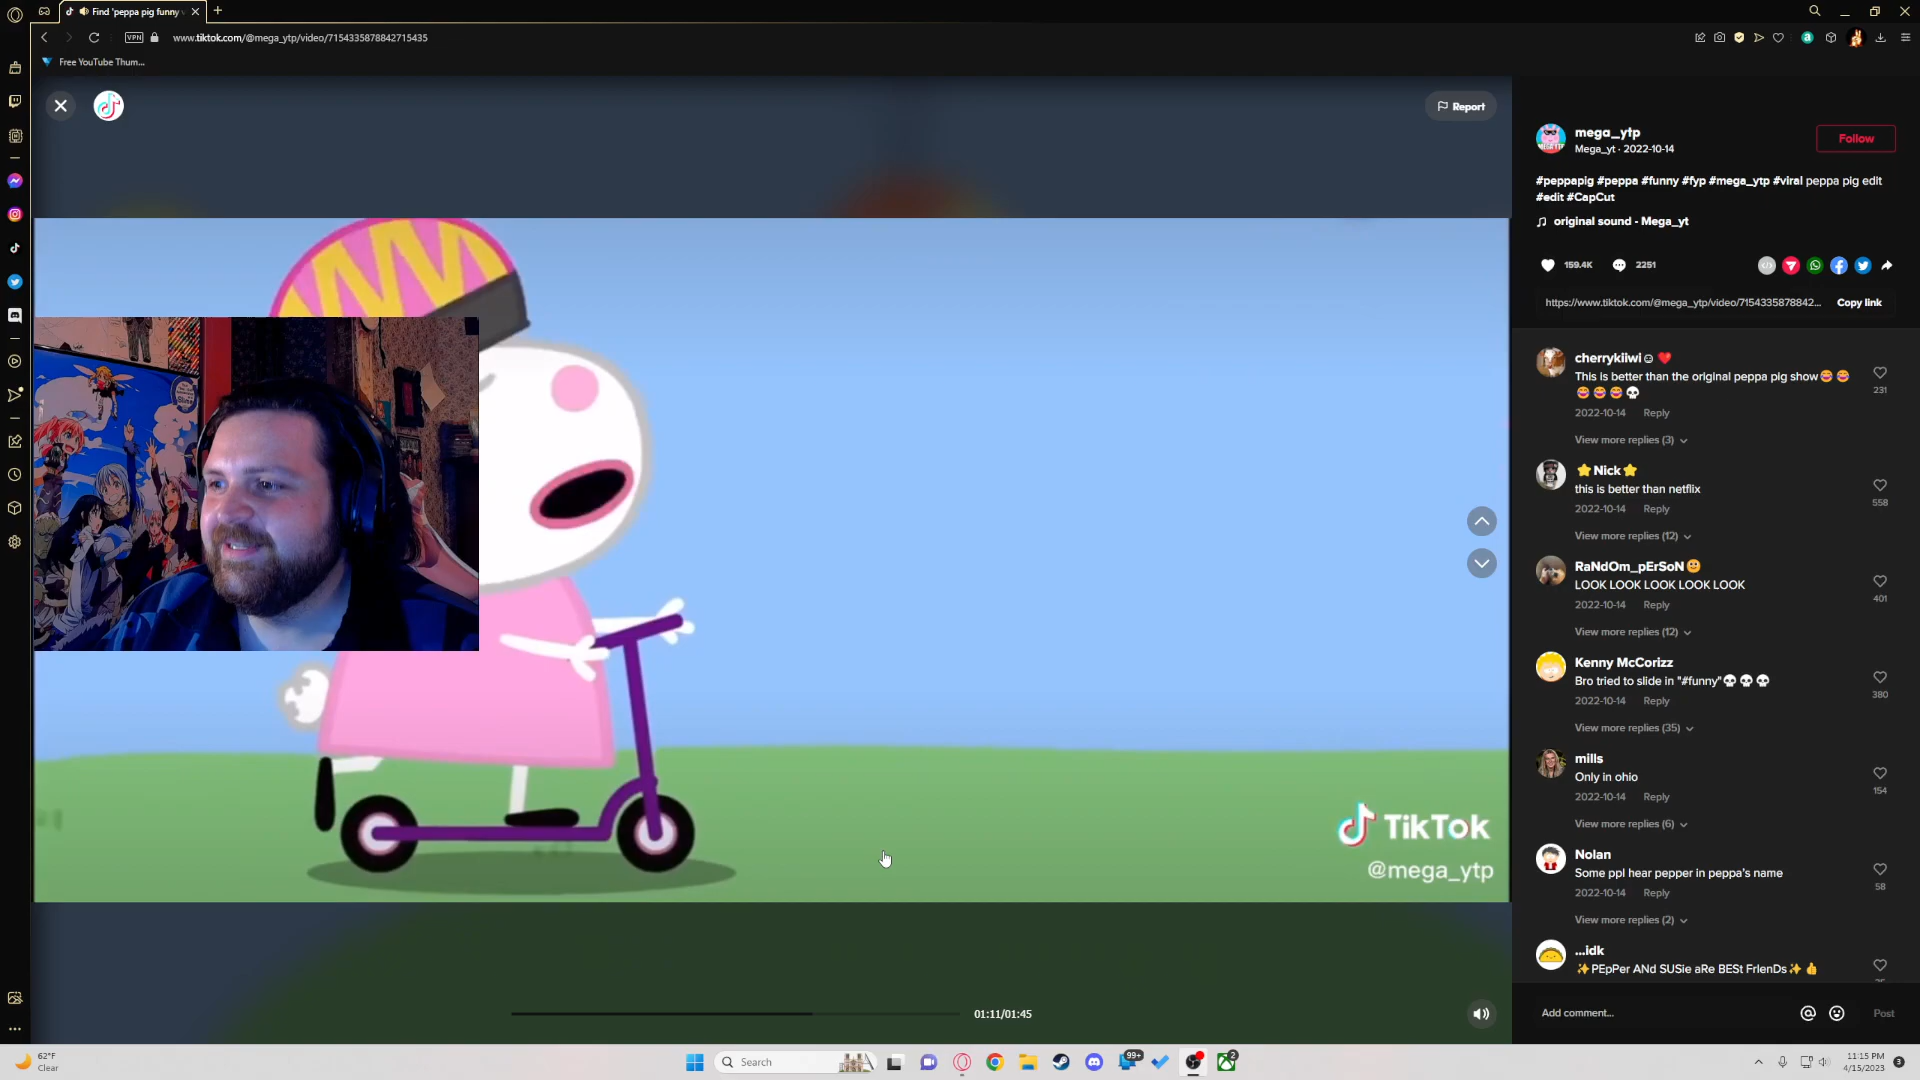 Find 'peppa pig funny
VPN
www.tiktok.com/@mega_ytp/video/7154335878842715435
Free YouTube Thum...
Report
mega_ytp
Mega_yt · 2022-10-14
Follow
#peppapig #peppa #funny #fyp #mega_ytp #viral peppa pig edit
#edit #CapCut
original sound - Mega_yt
159.4K
2251
https://www.tiktok.com/@mega_ytp/video/71543358788842...
Copy link
cherrykiiwi☺❤️
This is better than the original peppa pig show😂😂
😂😂😂💀
231
2022-10-14 Reply
View more replies (3)
⭐Nick⭐
this is better than netflix
558
2022-10-14 Reply
View more replies (12)
RaNdOm_pErSoN🙂
LOOK LOOK LOOK LOOK LOOK
401
2022-10-14 Reply
View more replies (12)
Kenny McCorizz
Bro tried to slide in "#funny"💀💀💀
380
2022-10-14 Reply
View more replies (35)
mills
Only in ohio
154
2022-10-14 Reply
View more replies (6)
Nolan
Some ppl hear pepper in peppa's name
58
2022-10-14 Reply
View more replies (2)
...idk
✨PEpPer ANd SUSie aRe BESt FrIenDs✨👍
TikTok
@mega_ytp
01:11/01:45
Add comment...
Post
62°F
Clear
Search
99+
2
11:15 PM
4/15/2023
3